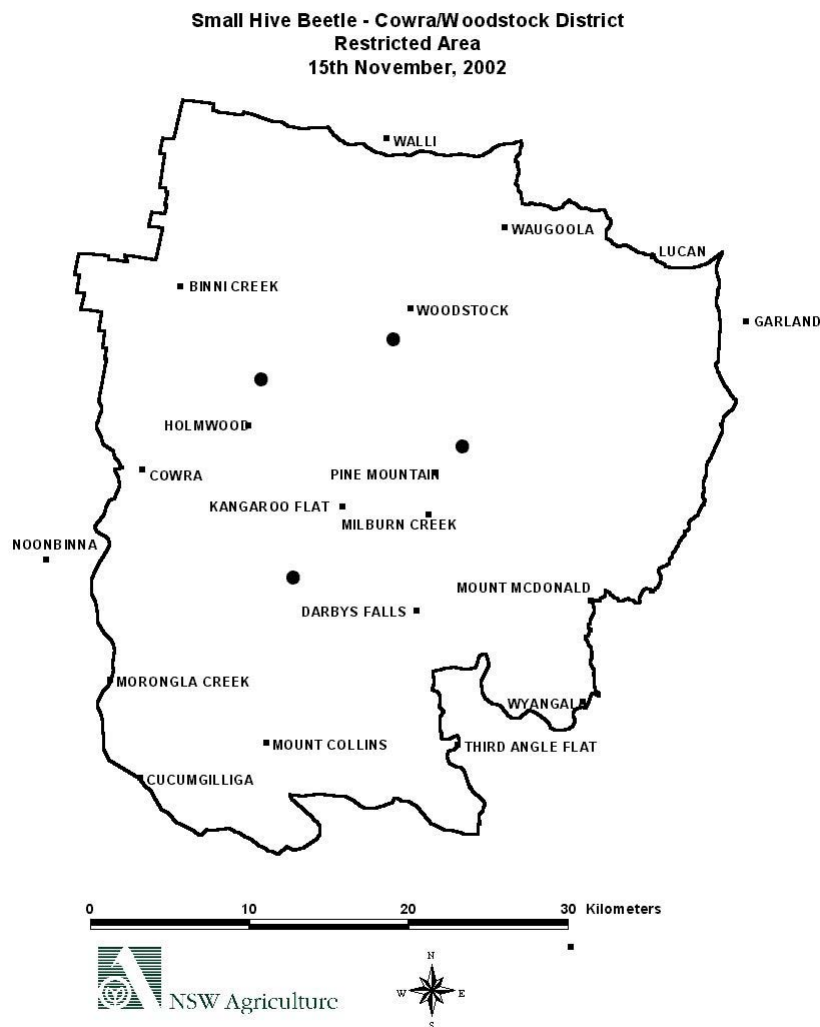 Small Hive Beetle - Cowra/Woodstock District
Restricted Area
15th November, 2002
WALLI
WAUGOOLA
LUCAN
BINNI CREEK
WOODSTOCK
GARLAND
HOLMWOOD
COWRA
PINE MOUNTAIN
KANGAROO FLAT
MILBURN CREEK
NOONBINNA
MOUNT MCDONALD
DARBYS FALLS
MORONGLA CREEK
WYANGALA
MOUNT COLLINS
THIRD ANGLE FLAT
CUCUMGILLIGA
0 10 20 30 Kilometers
N
W E
S
NSW Agriculture